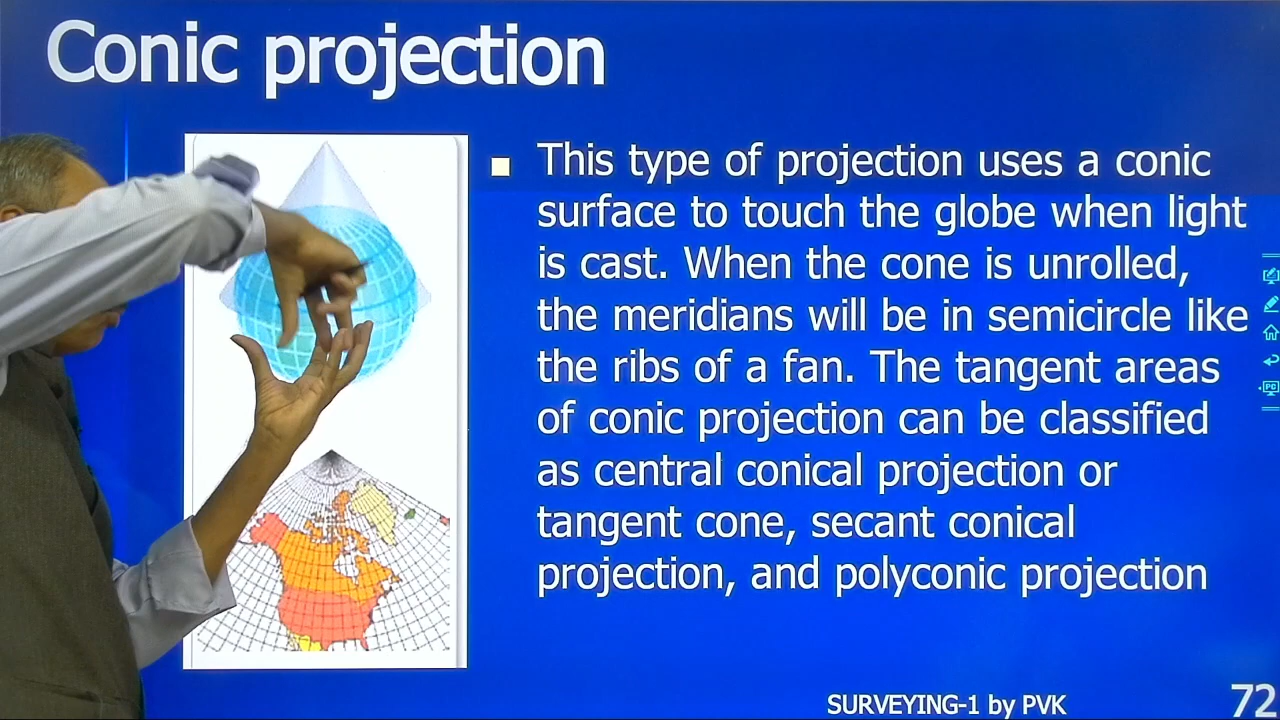 Conic projection
This type of projection uses a conic
surface to touch the globe when light
is cast. When the cone is unrolled,
the meridians will be in semicircle like
the ribs of a fan. The tangent areas
of conic projection can be classified
as central conical projection or
tangent cone, secant conical
projection, and polyconic projection
PC
SURVEYING-1 by PVK
72